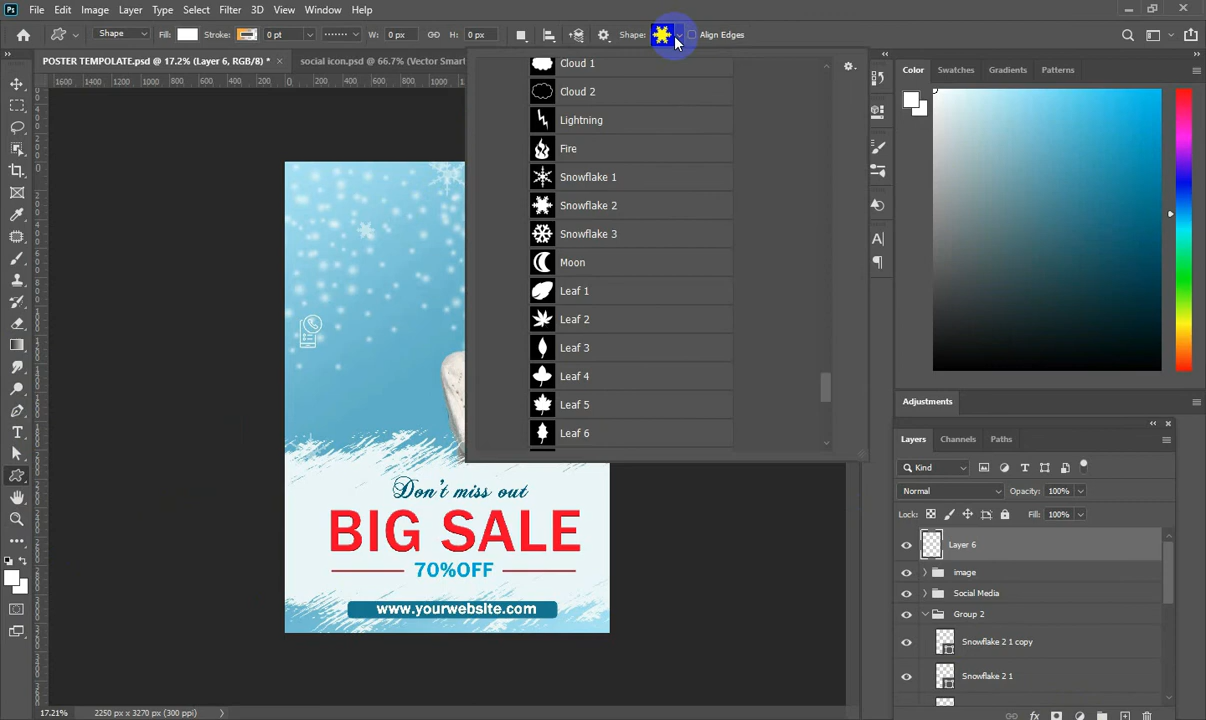 Ps File Edit Image Layer Type Select Filter 3D View Window Help
Shape Fill: Stroke: 0 pt W: 0 px H: 0 px Shape: Align Edges
POSTER TEMPLATE.psd @ 17.2% (Layer 6, RGB/8) * social icon.psd @ 66.7% (Vector Smart
Color Swatches Gradients Patterns
Cloud 1
Cloud 2
Lightning
Fire
Snowflake 1
Snowflake 2
Snowflake 3
Moon
Leaf 1
Leaf 2
Leaf 3
Leaf 4
Leaf 5
Leaf 6
Don't miss out
BIG SALE
70%OFF
www.yourwebsite.com
Adjustments
Layers Channels Paths
Kind
Normal Opacity: 100%
Lock: Fill: 100%
Layer 6
image
Social Media
Group 2
Snowflake 2 1 copy
Snowflake 2 1
17.21% 2250 px x 3270 px (300 ppi)